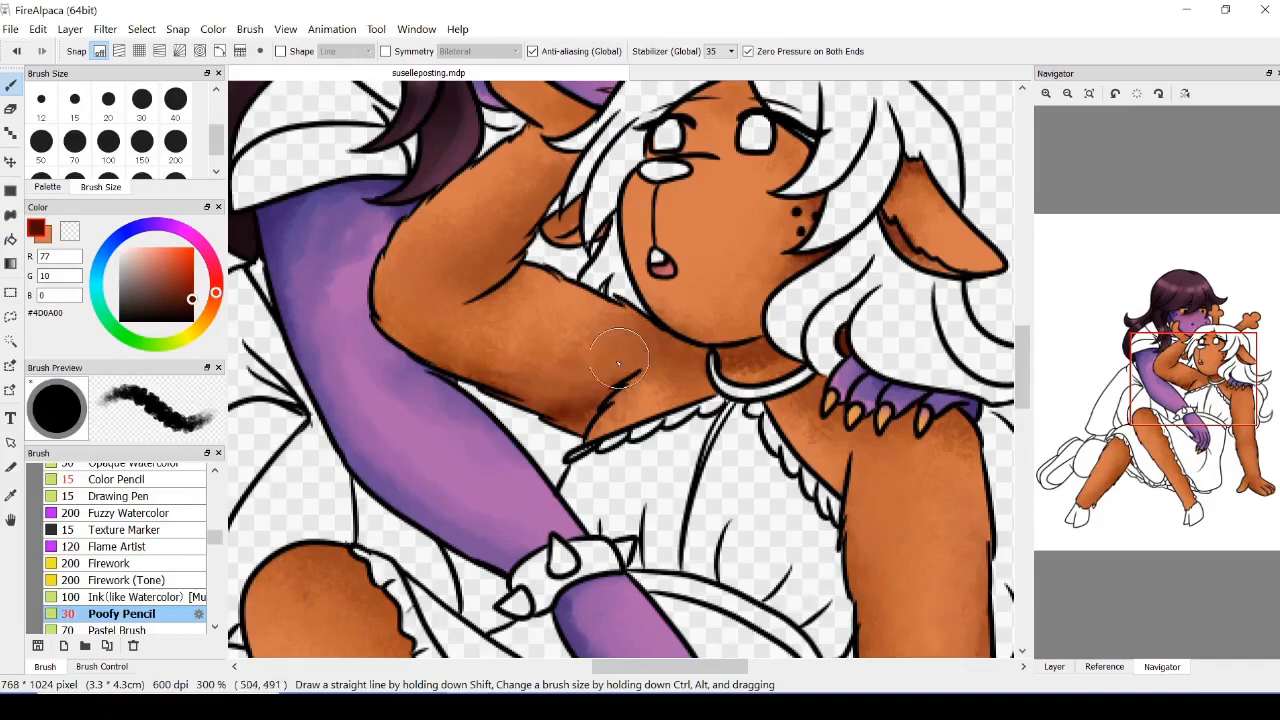 FireAlpaca (64bit)
File Edit Layer Filter Select Snap Color Brush View Animation Tool Window Help
Snap Shape Line Symmetry Bilateral Anti-aliasing (Global) Stabilizer (Global) 35 Zero Pressure on Both Ends
Brush Size
suselleposting.mdp
Navigator
12 15 20 30 40
50 70 100 150 200
Palette Brush Size
Color
R 77
G 10
B 0
#4D0A00
Brush Preview
Brush
50 Opaque Watercolor
15 Color Pencil
15 Drawing Pen
200 Fuzzy Watercolor
15 Texture Marker
120 Flame Artist
200 Firework
200 Firework (Tone)
100 Ink(like Watercolor) [Mu
30 Poofy Pencil
70 Pastel Brush
Brush Brush Control
Layer Reference Navigator
768 * 1024 pixel (3.3 * 4.3cm) 600 dpi 300 % ( 504, 491 ) Draw a straight line by holding down Shift, Change a brush size by holding down Ctrl, Alt, and dragging